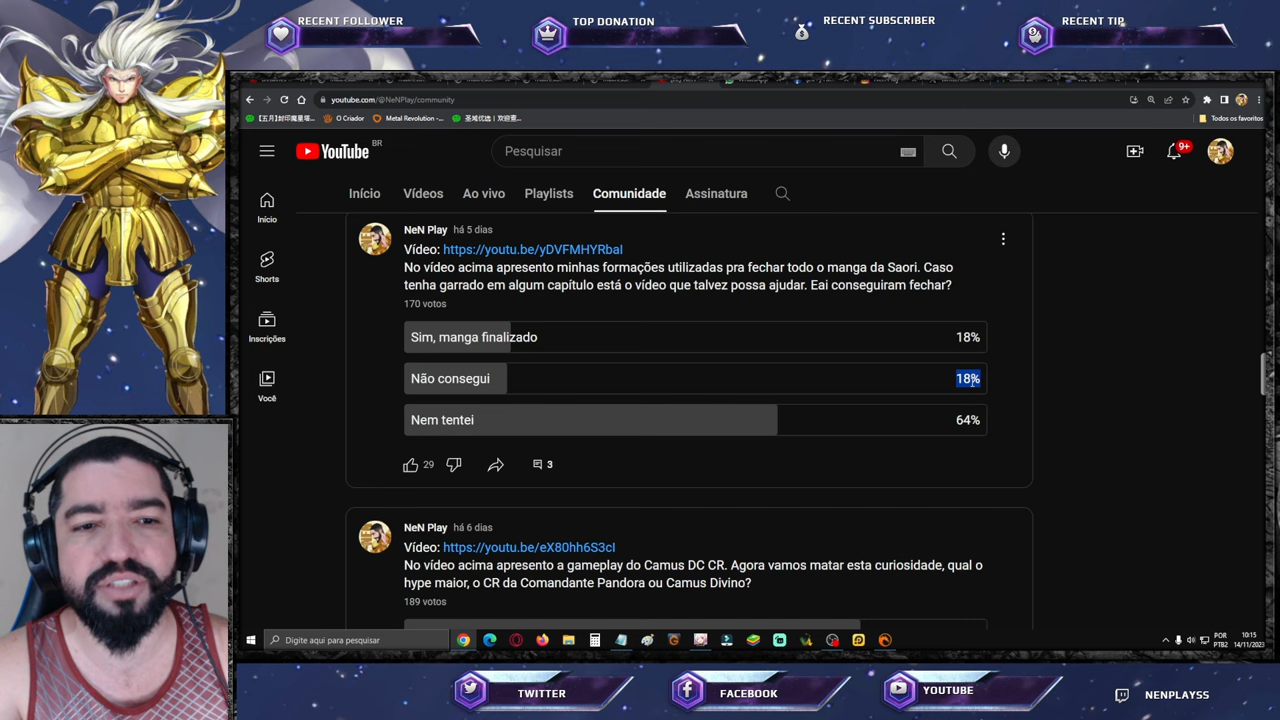 RECENT FOLLOWER
TOP DONATION
RECENT SUBSCRIBER
RECENT TIP
youtube.com/@NeNPlay/community
O Criador
Metal Revolution -...
Todos os favoritos
YouTube BR
Pesquisar
9+
Início
Vídeos
Ao vivo
Playlists
Comunidade
Assinatura
Início
Shorts
Inscrições
Você
NeN Play há 5 dias
Vídeo: https://youtu.be/yDVFMHYRbaI
No vídeo acima apresento minhas formações utilizadas pra fechar todo o manga da Saori. Caso
tenha garrado em algum capítulo está o vídeo que talvez possa ajudar. Eai conseguiram fechar?
170 votos
Sim, manga finalizado 18%
Não consegui 18%
Nem tentei 64%
29
3
NeN Play há 6 dias
Vídeo: https://youtu.be/eX80hh6S3cI
No vídeo acima apresento a gameplay do Camus DC CR. Agora vamos matar esta curiosidade, qual o
hype maior, o CR da Comandante Pandora ou Camus Divino?
189 votos
Digite aqui para pesquisar
POR
PTB2
10:15
14/11/2023
TWITTER
FACEBOOK
YOUTUBE
NENPLAYSS